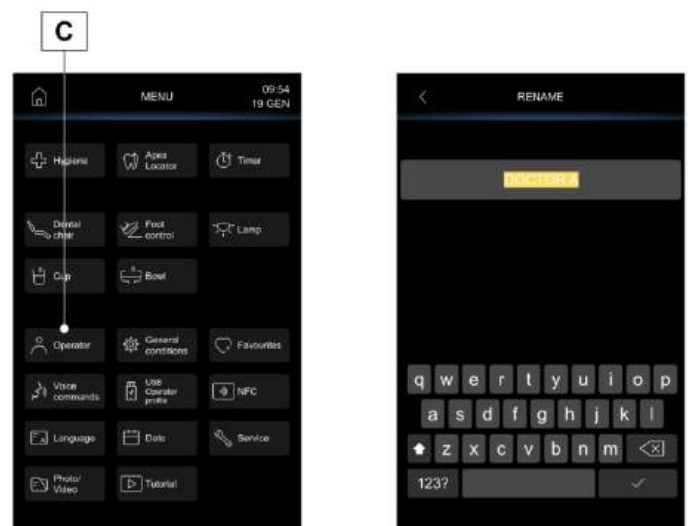 C
MENU
09:54
19 GEN
Hygiene
Apex
Locator
Timer
Dental
chair
Foot
control
Lamp
Cup
Bowl
Operator
General
conditions
Favourites
Voice
commands
USB
Operator
profile
NFC
Language
Date
Service
Photo/
Video
Tutorial
RENAME
DOCTOR A
q w e r t y u i o p
a s d f g h j k l
z x c v b n m
123?